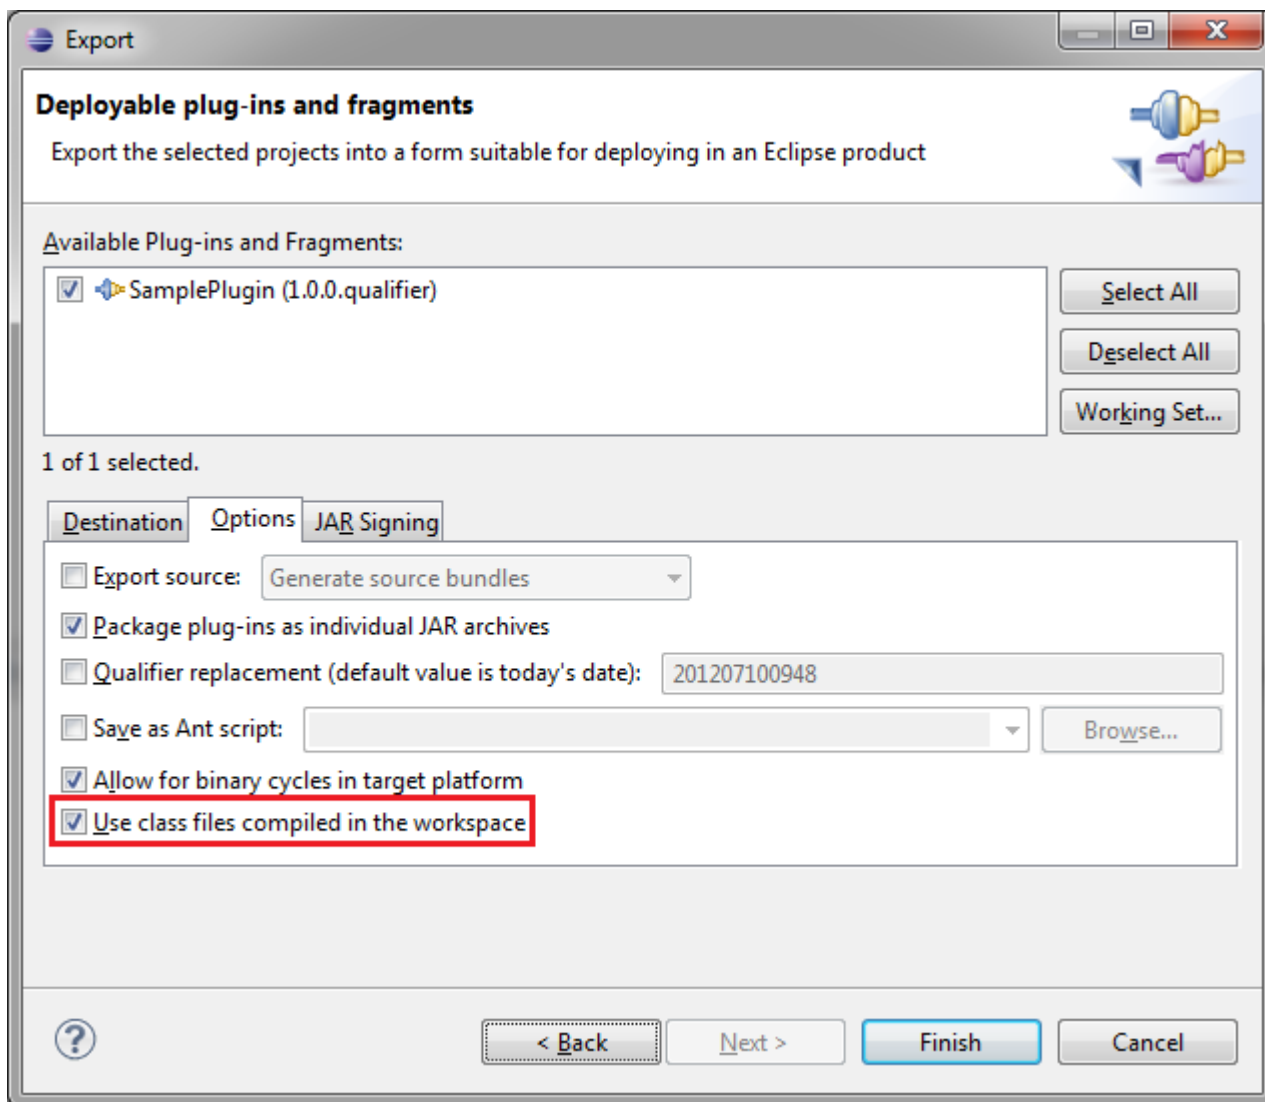 Export
Deployable plug-ins and fragments
Export the selected projects into a form suitable for deploying in an Eclipse product
Available Plug-ins and Fragments:
SamplePlugin (1.0.0.qualifier)
Select All
Deselect All
Working Set...
1 of 1 selected.
Destination Options JAR Signing
Export source: Generate source bundles
Package plug-ins as individual JAR archives
Qualifier replacement (default value is today's date): 201207100948
Save as Ant script: Browse...
Allow for binary cycles in target platform
Use class files compiled in the workspace
? < Back Next > Finish Cancel